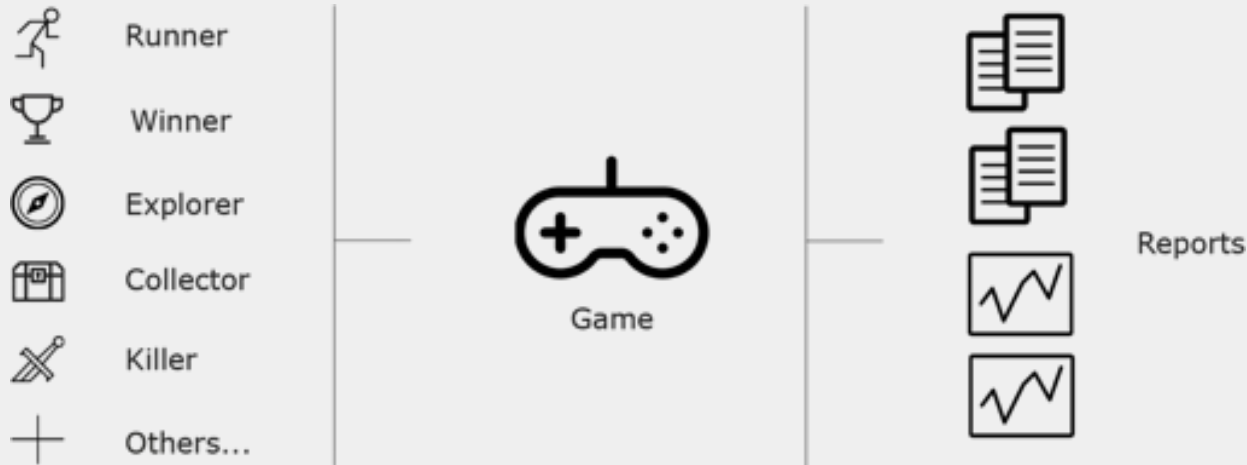 Runner
Winner
Explorer
Collector
Killer
Others...
Game
Reports